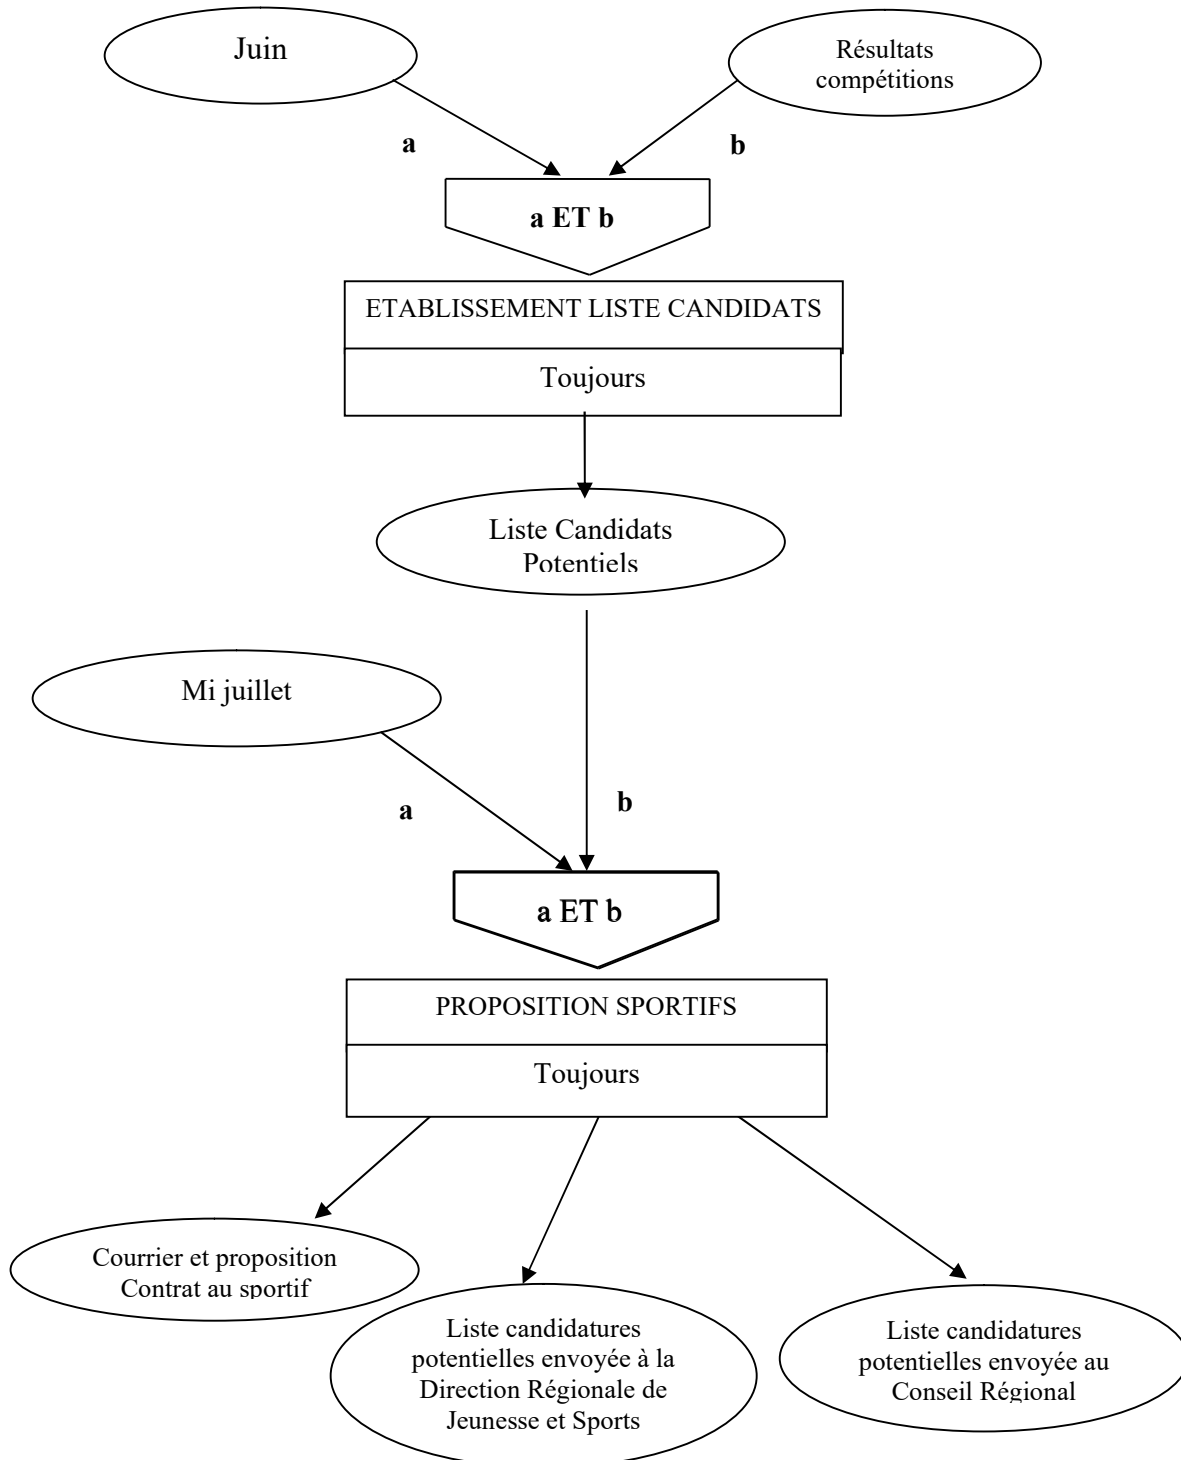 Juin
Résultats
compétitions
a
b
a ET b
ETABLISSEMENT LISTE CANDIDATS
Toujours
Liste Candidats
Potentiels
Mi juillet
a
b
a ET b
PROPOSITION SPORTIFS
Toujours
Courrier et proposition
Contrat au sportif
Liste candidatures
potentielles envoyée à la
Direction Régionale de
Jeunesse et Sports
Liste candidatures
potentielles envoyée au
Conseil Régional